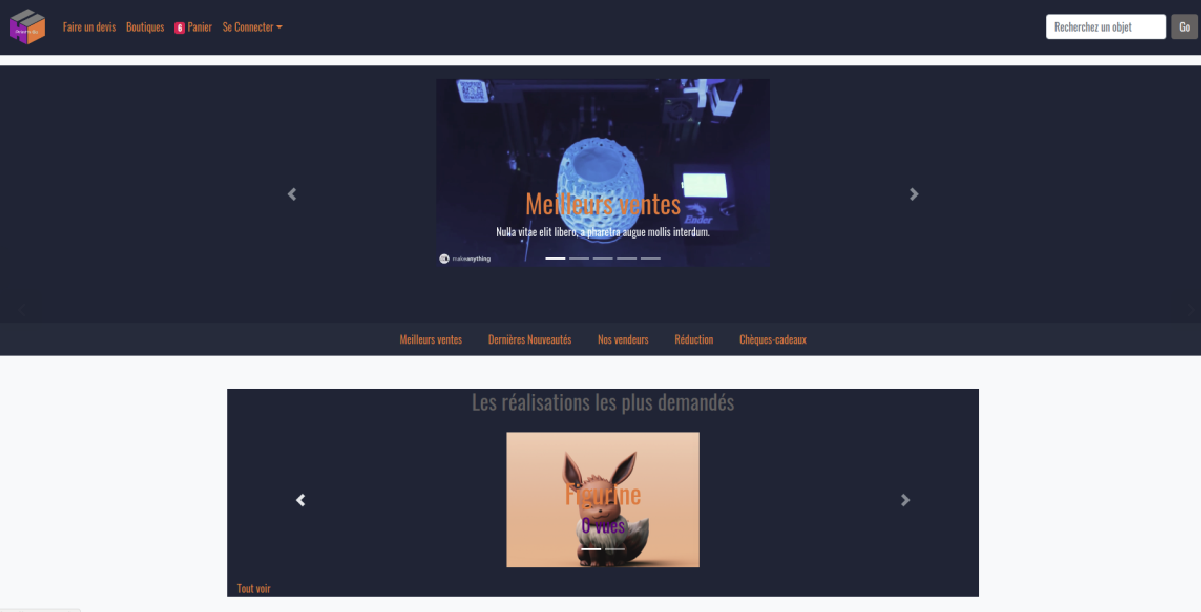 Faire un devis Boutiques 6 Panier Se Connecter
Recherchez un objet Go
Meilleurs ventes
Nulla vitae elit libero, a pharetra augue mollis interdum.
Ender
makeanything
Meilleurs ventes Dernières Nouveautés Nos vendeurs Réduction Chèques-cadeaux
Les réalisations les plus demandés
Figurine
0 vues
Tout voir